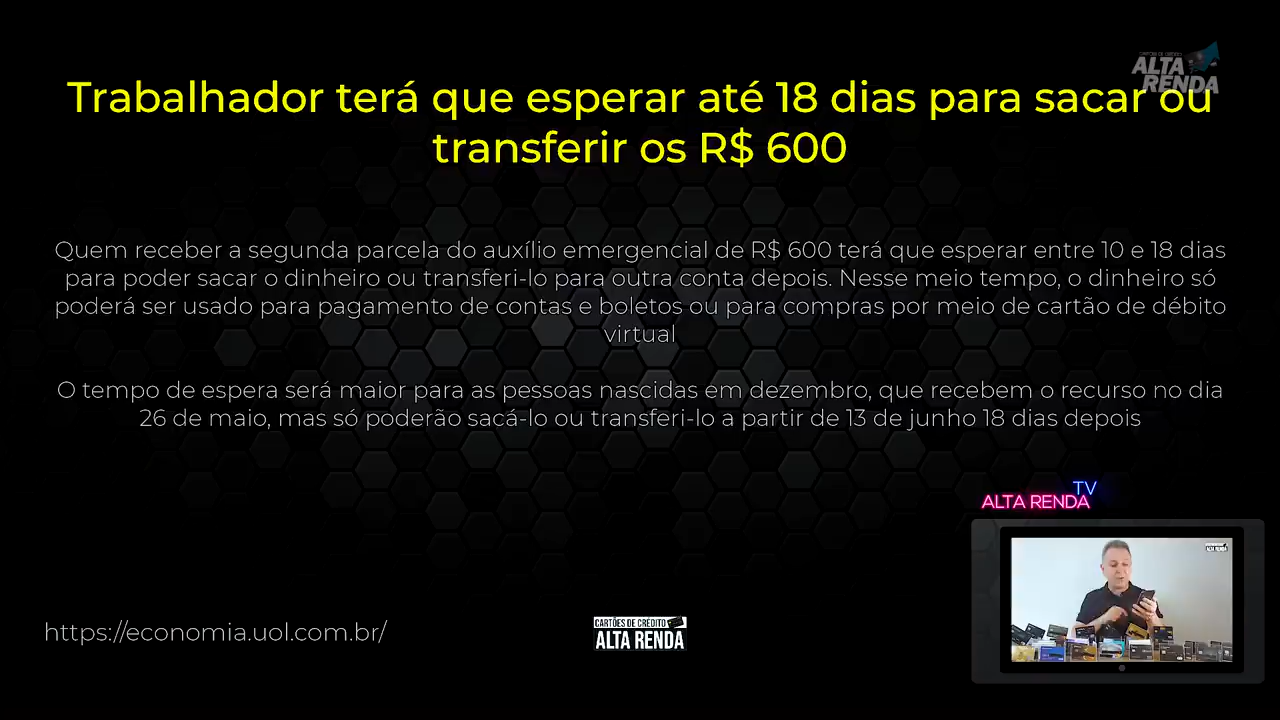 CARTÕES DE CRÉDITO
ALTA
RENDA
Trabalhador terá que esperar até 18 dias para sacar ou
transferir os R$ 600
Quem receber a segunda parcela do auxílio emergencial de R$ 600 terá que esperar entre 10 e 18 dias
para poder sacar o dinheiro ou transferi-lo para outra conta depois. Nesse meio tempo, o dinheiro só
poderá ser usado para pagamento de contas e boletos ou para compras por meio de cartão de débito
virtual
O tempo de espera será maior para as pessoas nascidas em dezembro, que recebem o recurso no dia
26 de maio, mas só poderão sacá-lo ou transferi-lo a partir de 13 de junho 18 dias depois
TV
ALTA RENDA
ALTA RENDA
https://economia.uol.com.br/
CARTÕES DE CRÉDITO
ALTA RENDA